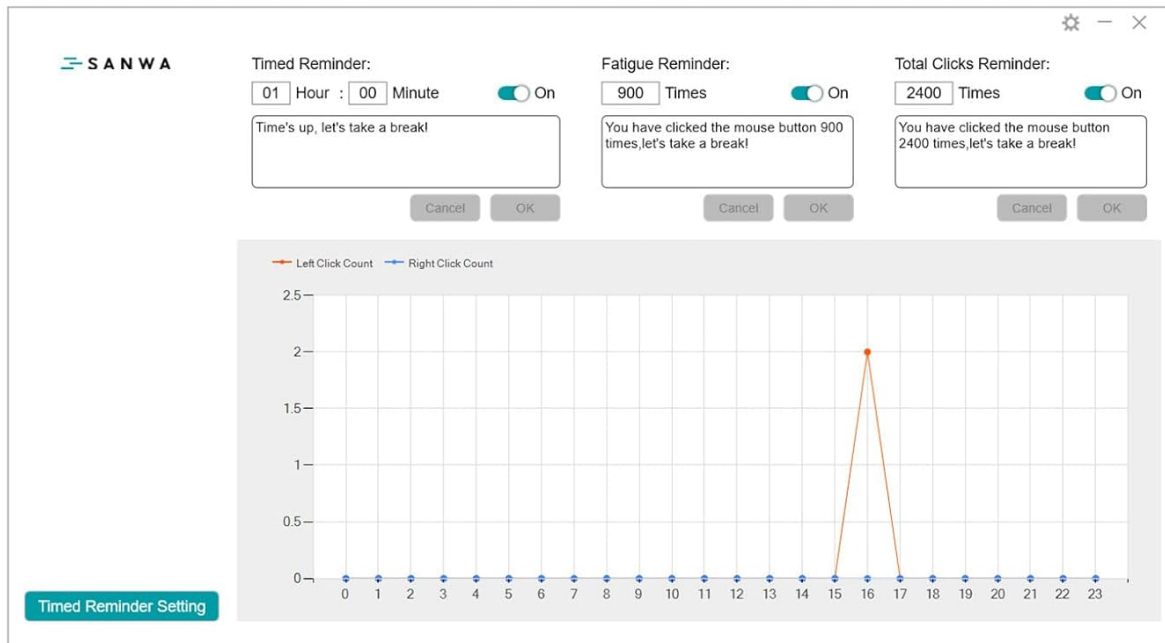 SANWA
Timed Reminder:
01 Hour : 00 Minute
On
Time's up, let's take a break!
Cancel
OK
Fatigue Reminder:
900 Times
On
You have clicked the mouse button 900
times,let's take a break!
Cancel
OK
Total Clicks Reminder:
2400 Times
On
You have clicked the mouse button
2400 times,let's take a break!
Cancel
OK
Left Click Count
Right Click Count
2.5
2
1.5
1
0.5
0
0 1 2 3 4 5 6 7 8 9 10 11 12 13 14 15 16 17 18 19 20 21 22 23
Timed Reminder Setting